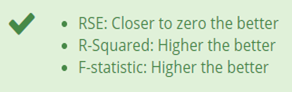 • RSE: Closer to zero the better
• R-Squared: Higher the better
• F-statistic: Higher the better